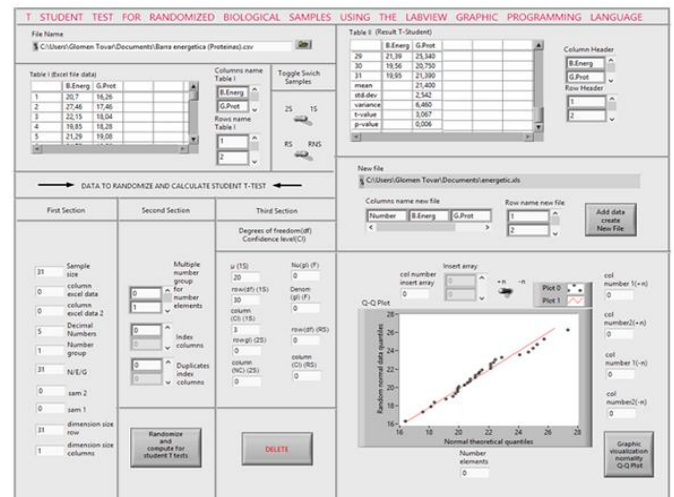 T STUDENT TEST FOR RANDOMIZED BIOLOGICAL SAMPLES USING THE LABVIEW GRAPHIC PROGRAMMING LANGUAGE
File Name
C:\Users\Glomen Tovar\Documents\Barra energetica (Proteinas).csv
Table I (Excel file data)
B.Energ G.Prot
1 20,7 16,26
2 27,46 17,46
3 22,15 18,04
4 19,85 18,28
5 21,29 19,08
Columns name
Table I
B.Energ
G.Prot
Rows name
Table I
1
2
Toggle Swich
Samples
2S 1S
RS RNS
Table II (Result T-Student)
B.Energ G.Prot
29 21,39 25,340
30 19,56 20,750
31 19,95 21,390
mean 21,400
std.dev 2,542
variance 6,460
t-value 3,067
p-value 0,006
Column Header
B.Energ
G.Prot
Row Header
1
2
DATA TO RANDOMIZE AND CALCULATE STUDENT T-TEST
New file
C:\Users\Glomen Tovar\Documents\energetic.xls
Columns name new file
Number B.Energ G.Prot
Row name new file
1
2
Add data
create
New File
First Section
31 Sample
size
0 column
excel data
0 column
excel data 2
5 Decimal
Numbers
1 Number
group
31 N/E/G
0 sam 2
0 sam 1
31 dimension size
row
1 dimension size
columns
Second Section
Multiple
number
group
for
number
elements
0
1
0 Index
0 columns
0 Duplicates
0 index
columns
Randomize
and
compute for
student T tests
Third Section
Degrees of freedom(df)
Confidence level(CI)
μ (1S)
20
row(df) (1S)
30
column
(CI) (1S)
3
row(gl) (2S)
0
column
(NC) (2S)
0
Nu(gl) (F)
0
Denom
(gl) (F)
0
row(df) (RS)
0
column
(CI) (RS)
0
DELETE
col number
insert array
0
Insert array
0
0
+n -n
Plot 0
Plot 1
Q-Q Plot
Random normal data quantiles
28
26
24
22
20
18
16
16 18 20 22 24 26 28
Normal theoretical quantiles
Number
elements
0
col
number 1(+n)
0
col
number2(+n)
0
col
number 1(-n)
0
col
number2(-n)
0
Graphic
visualization
normality
Q-Q Plot